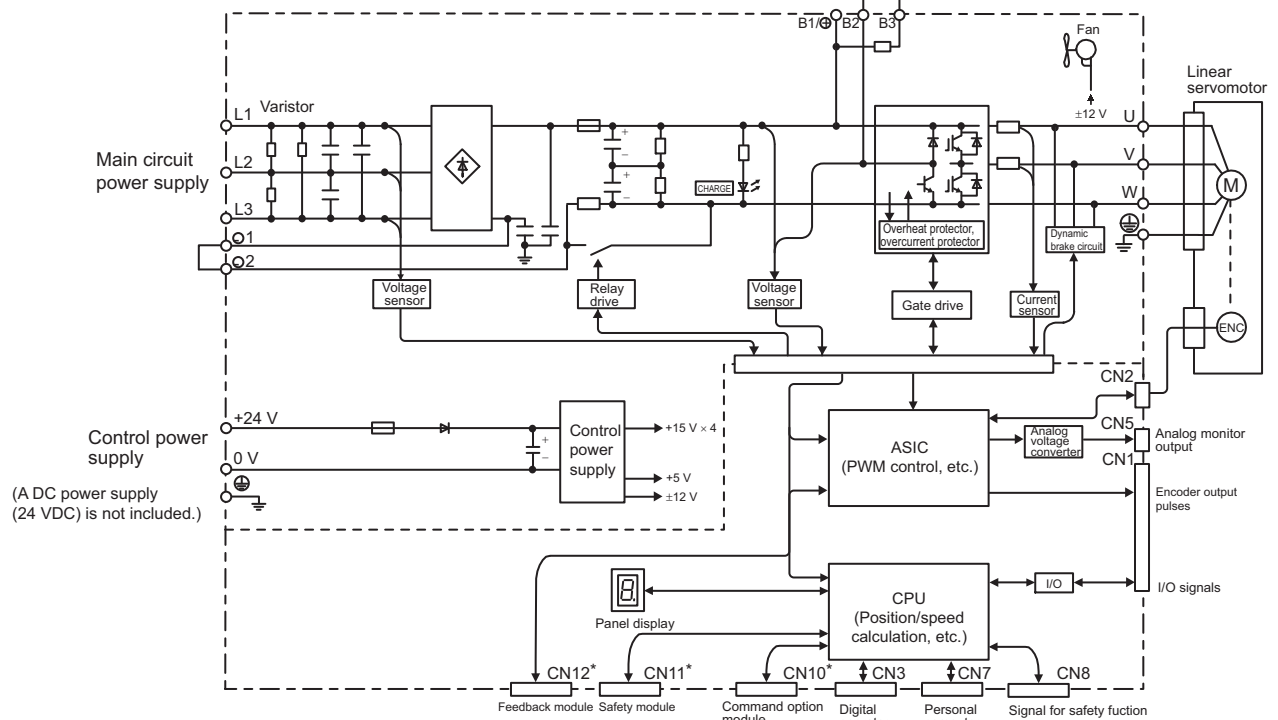 B1/⊕ B2 B3
Fan
±12 V
Linear
servomotor
Varistor
L1
L2
L3
⊖1
⊖2
Main circuit
power supply
CHARGE
Overheat protector,
overcurrent protector
U
V
W
M
Dynamic
brake circuit
Voltage
sensor
Relay
drive
Voltage
sensor
Gate drive
Current
sensor
ENC
CN2
+24 V
0 V
Control power
supply
(A DC power supply
(24 VDC) is not included.)
Control
power
supply
+15 V × 4
+5 V
±12 V
ASIC
(PWM control, etc.)
Analog
voltage
converter
CN5
Analog monitor
output
CN1
Encoder output
pulses
CPU
(Position/speed
calculation, etc.)
I/O
I/O signals
8.
Panel display
CN12*
CN11*
CN10*
CN3
CN7
CN8
Feedback module
Safety module
Command option
module
Digital
Personal
Signal for safety fuction